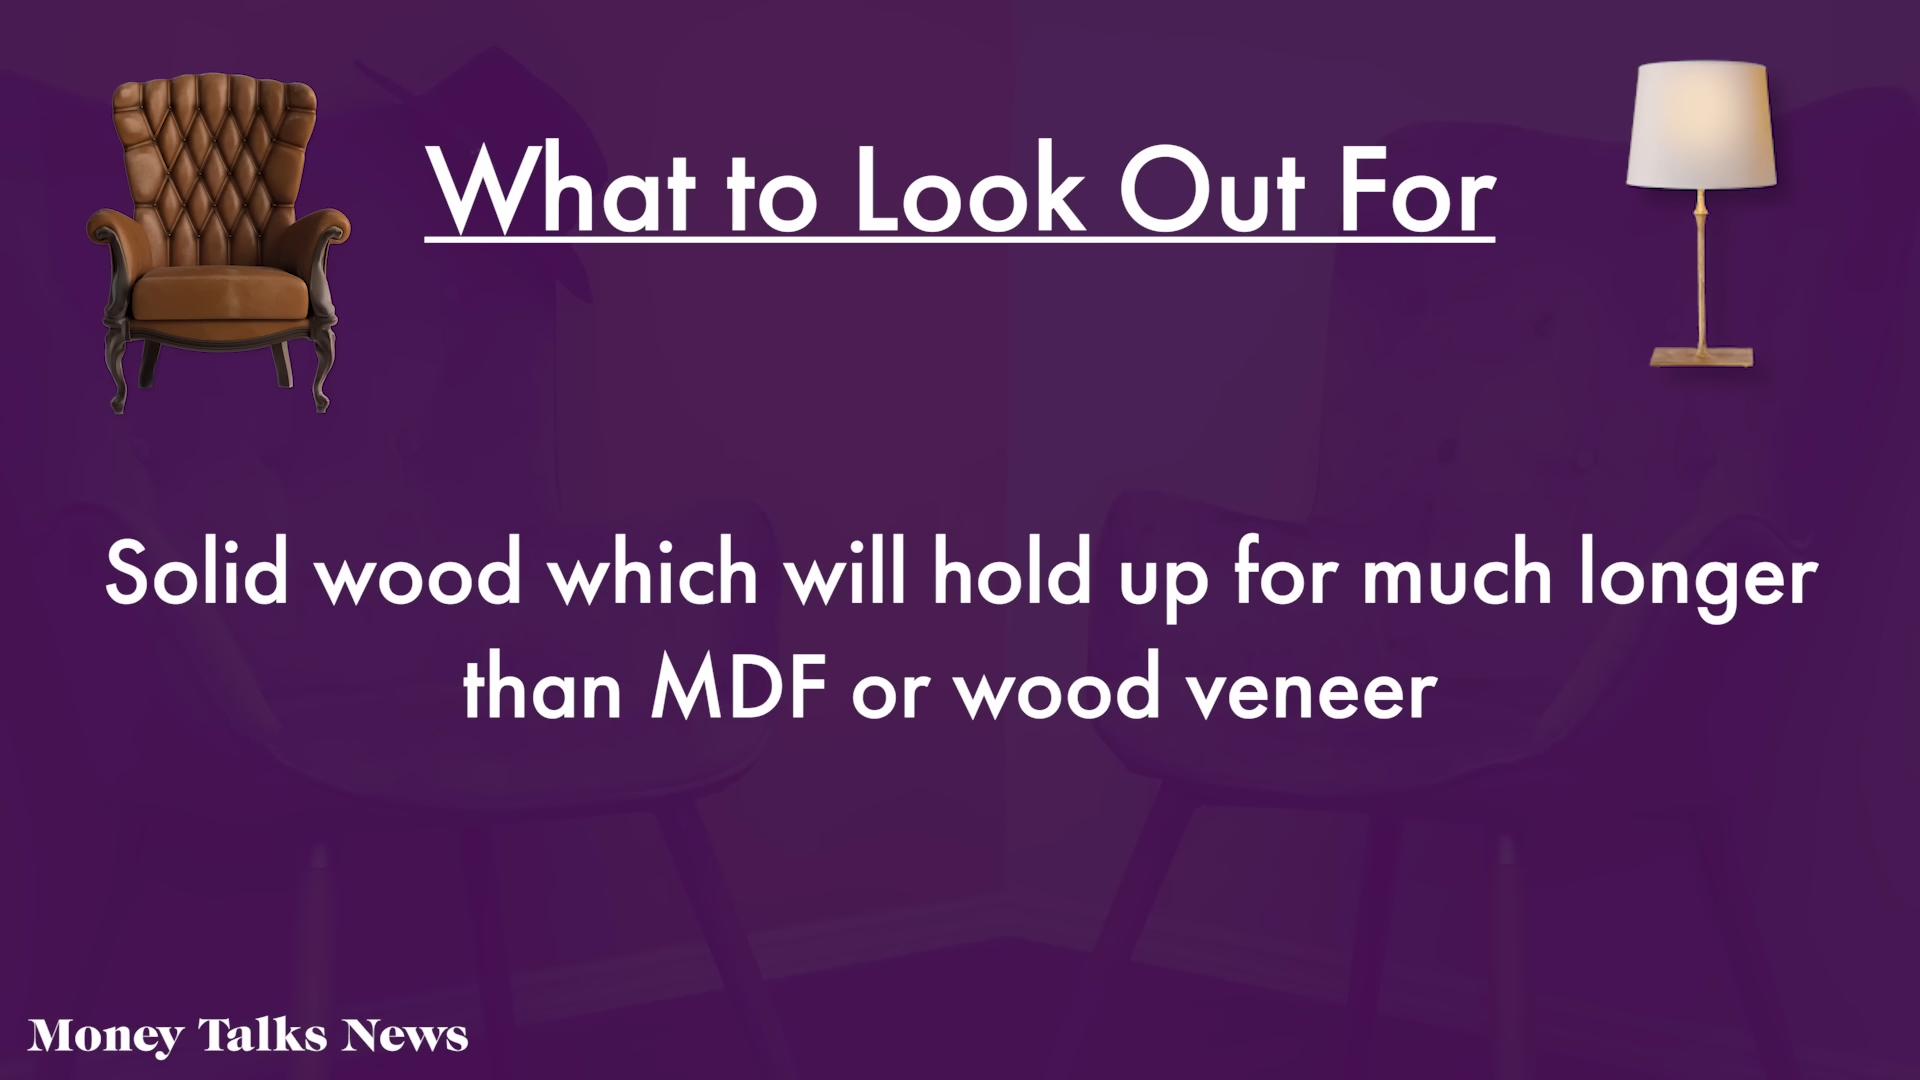 What to Look Out For
Solid wood which will hold up for much longer
than MDF or wood veneer
Money Talks News